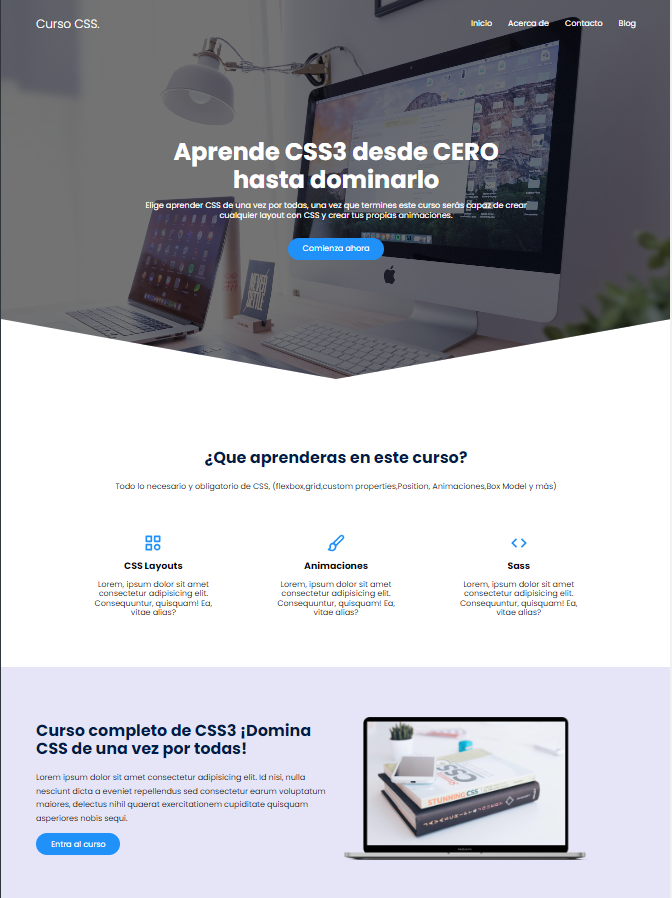 Curso CSS.
Inicio Acerca de Contacto Blog
Aprende CSS3 desde CERO
hasta dominarlo
Elige aprender CSS de una vez por todas, una vez que termines este curso serás capaz de crear
cualquier layout con CSS y crear tus propias animaciones.
Comienza ahora
NEVER
SETTLE
¿Que aprenderas en este curso?
Todo lo necesario y obligatorio de CSS, (flexbox,grid,custom properties,Position, Animaciones,Box Model y más)
CSS Layouts
Animaciones
Sass
Lorem, ipsum dolor sit amet
consectetur adipisicing elit.
Consequuntur, quisquam! Ea,
vitae alias?
Lorem, ipsum dolor sit amet
consectetur adipisicing elit.
Consequuntur, quisquam! Ea,
vitae alias?
Lorem, ipsum dolor sit amet
consectetur adipisicing elit.
Consequuntur, quisquam! Ea,
vitae alias?
Curso completo de CSS3 ¡Domina
CSS de una vez por todas!
Lorem ipsum dolor sit amet consectetur adipisicing elit. Id nisi, nulla
nesciunt dicta a eveniet repellendus sed consectetur earum voluptatum
maiores, delectus nihil quaerat exercitationem cupiditate quisquam
asperiores nobis sequi.
Entra al curso
CSS
STUNNING CSS
JAVASCRIPT & JQUERY